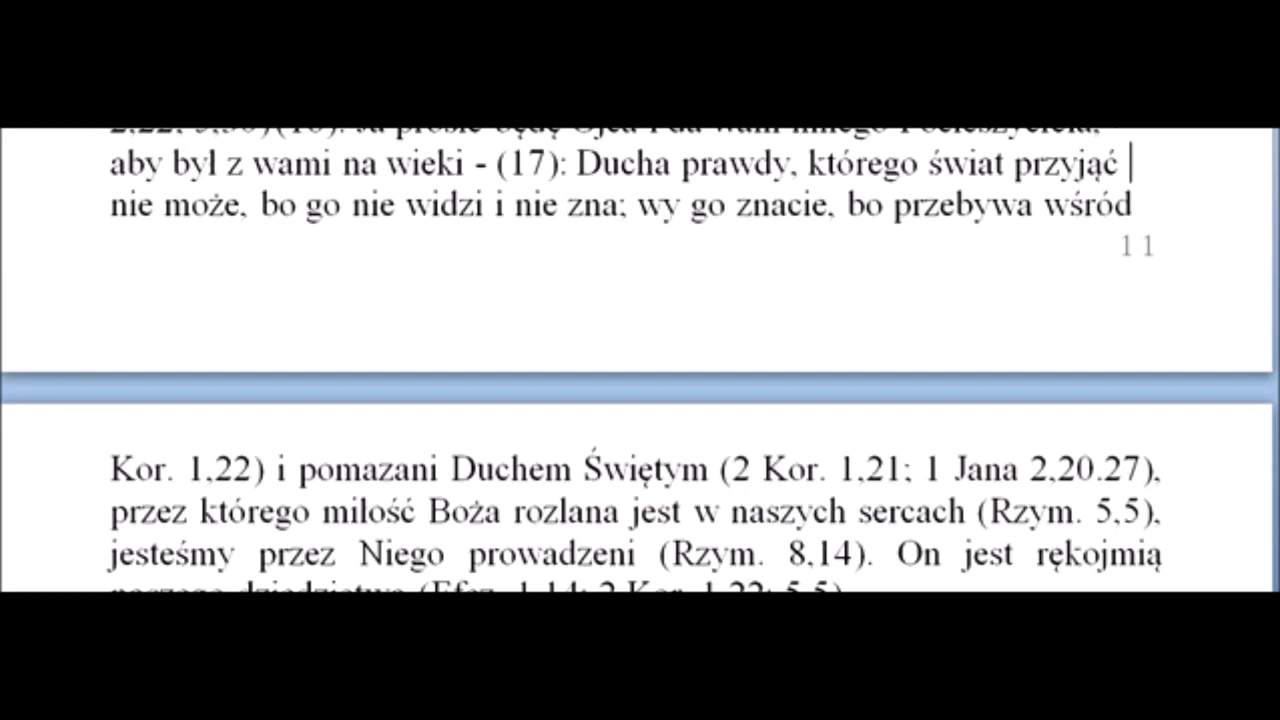 aby był z wami na wieki - (17): Ducha prawdy, którego świat przyjąć
nie może, bo go nie widzi i nie zna; wy go znacie, bo przebywa wśród
11
Kor. 1,22) i pomazani Duchem Świętym (2 Kor. 1,21; 1 Jana 2,20.27),
przez którego miłość Boża rozlana jest w naszych sercach (Rzym. 5,5),
jesteśmy przez Niego prowadzeni (Rzym. 8,14). On jest rękojmią